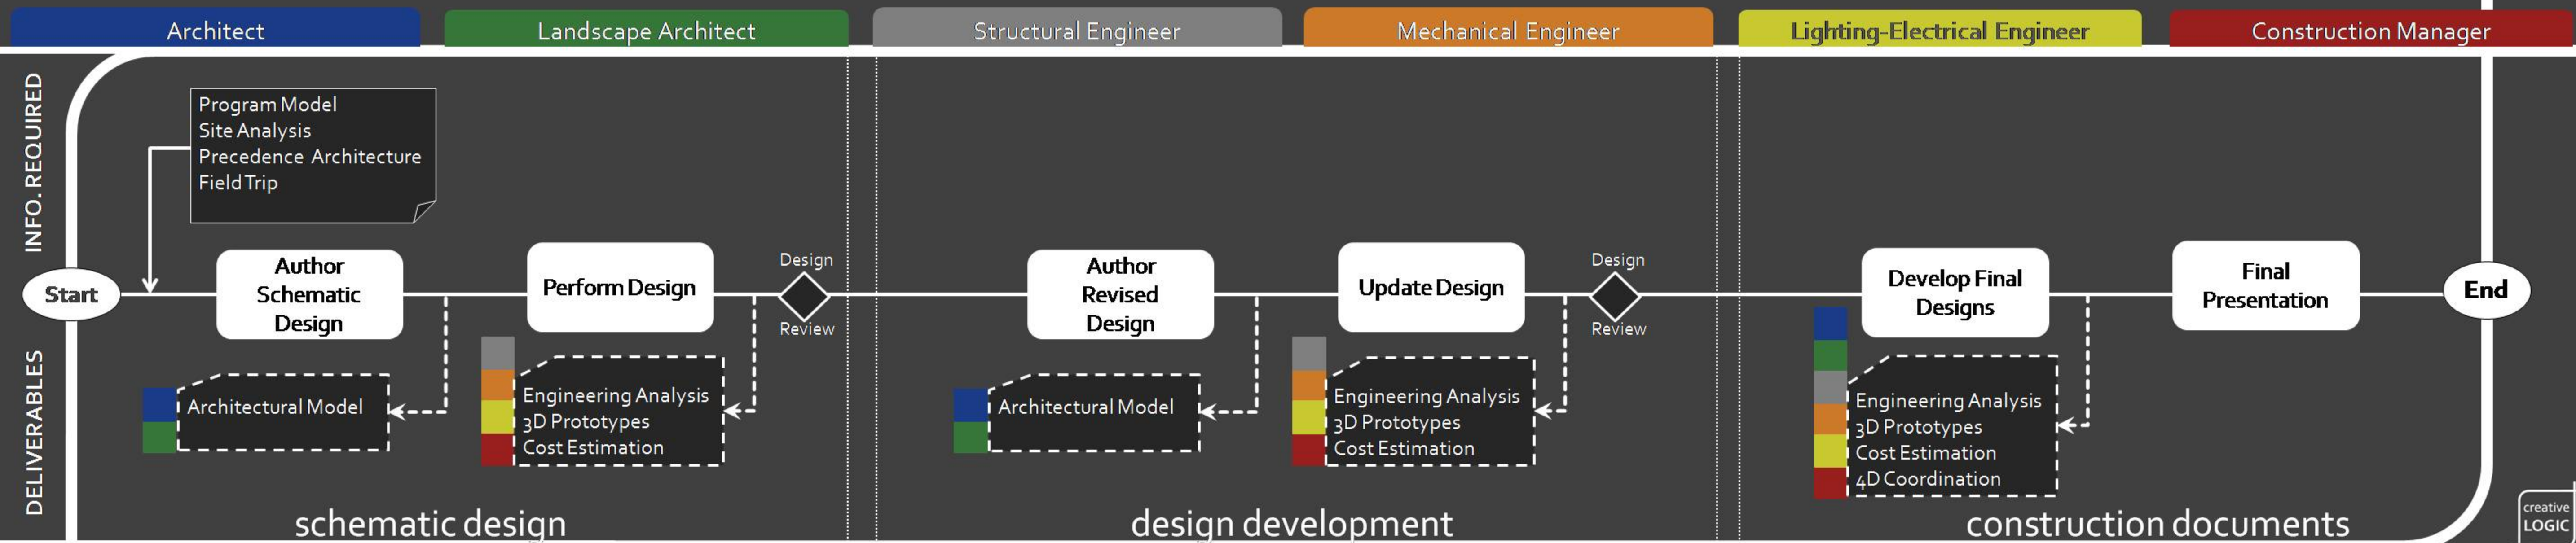 Architect
Landscape Architect
Structural Engineer
Mechanical Engineer
Lighting-Electrical Engineer
Construction Manager
INFO. REQUIRED
Program Model
Site Analysis
Precedence Architecture
Field Trip
Start
Author
Schematic
Design
Perform Design
Design
Review
Author
Revised
Design
Update Design
Design
Review
Develop Final
Designs
Final
Presentation
End
DELIVERABLES
Architectural Model
Engineering Analysis
3D Prototypes
Cost Estimation
Architectural Model
Engineering Analysis
3D Prototypes
Cost Estimation
Engineering Analysis
3D Prototypes
Cost Estimation
4D Coordination
schematic design
design development
construction documents
creative
LOGIC